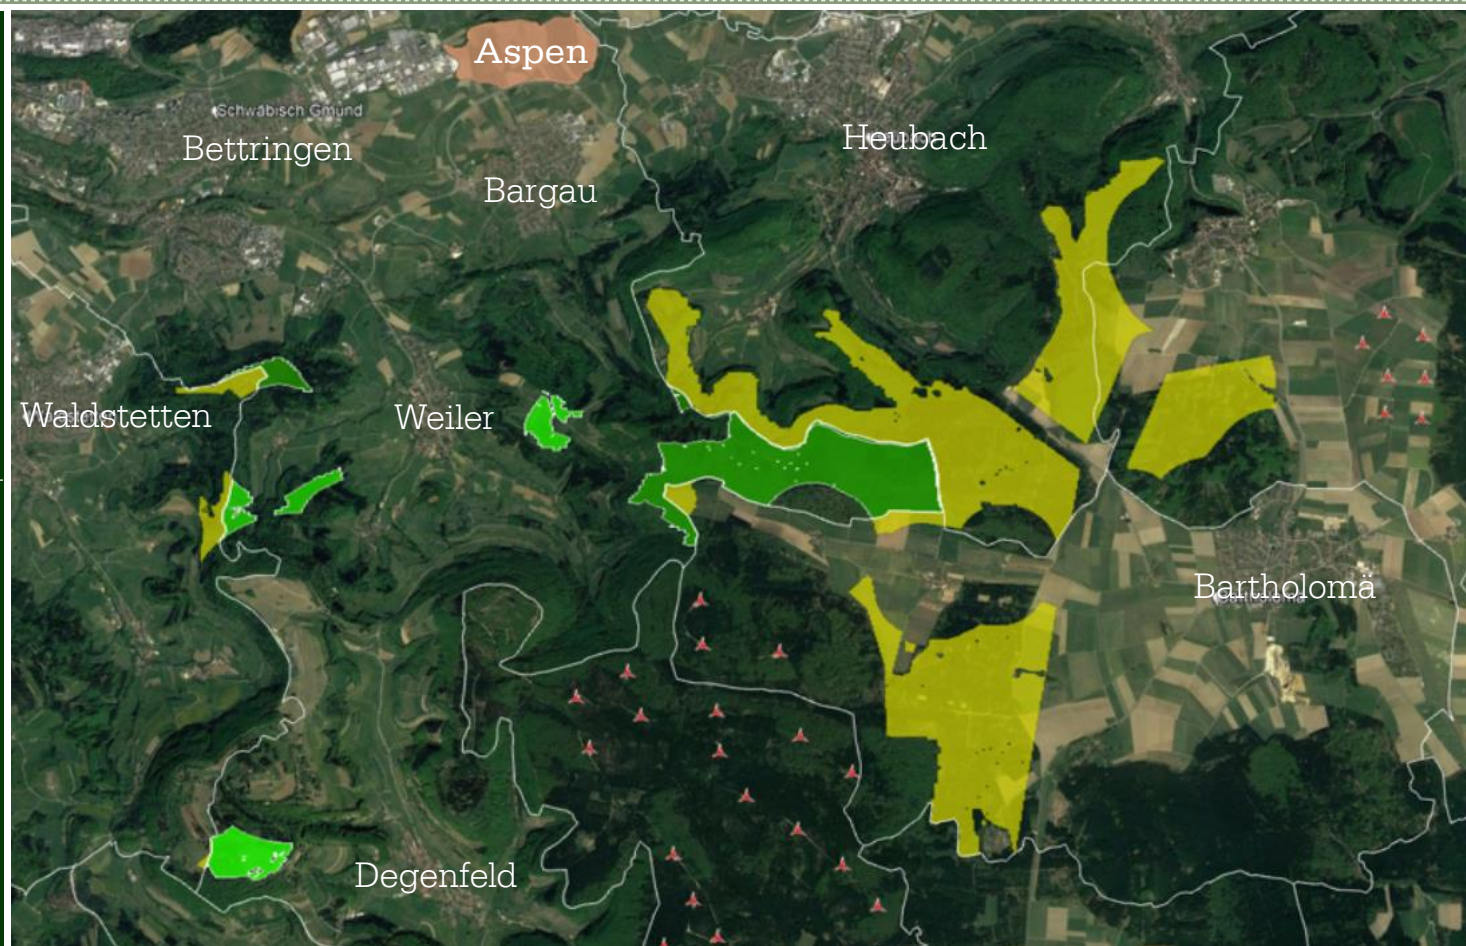 Aspen
Schwäbisch Gmünd
Heubach
Bettringen
Bargau
Waldstetten
Weiler
Bartholomä
Degenfeld